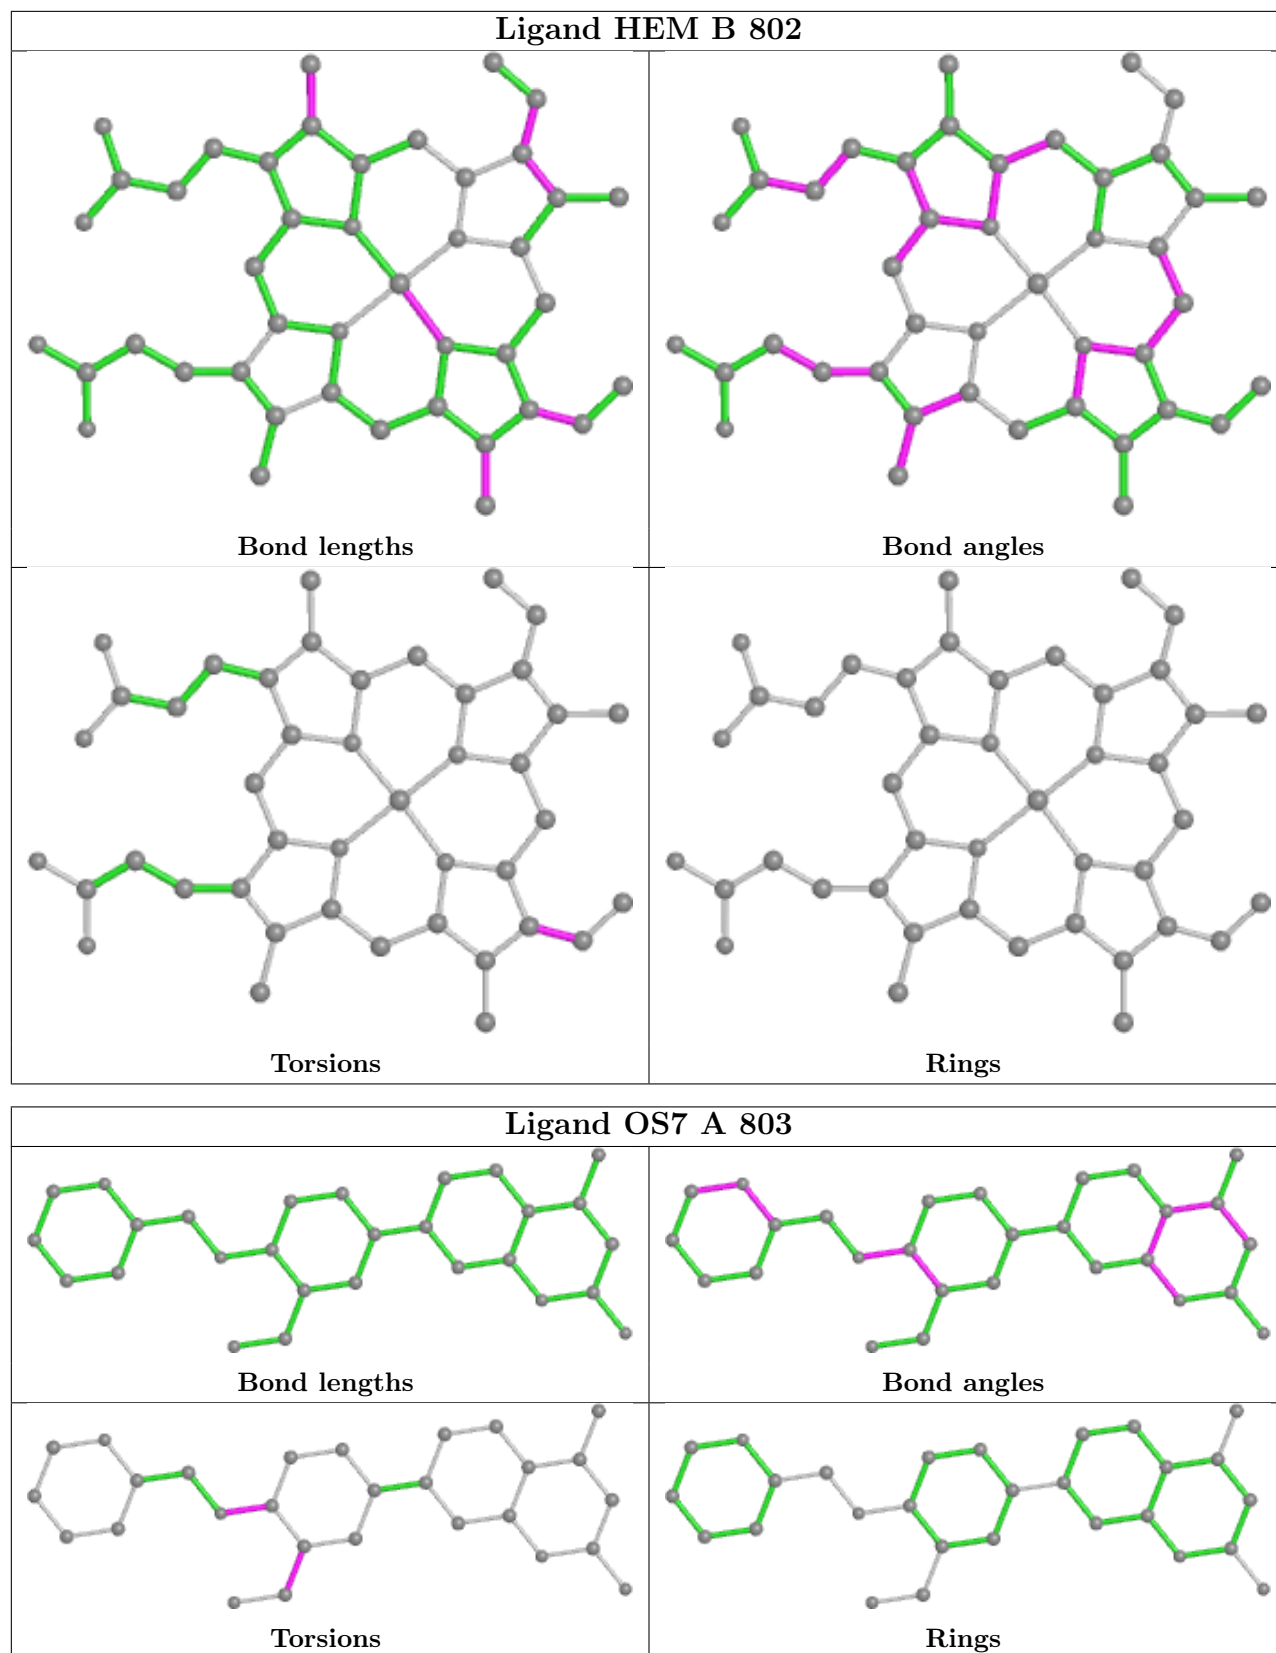 Ligand HEM B 802
Bond lengths
Bond angles
Torsions
Rings
Ligand OS7 A 803
Bond lengths
Bond angles
Torsions
Rings